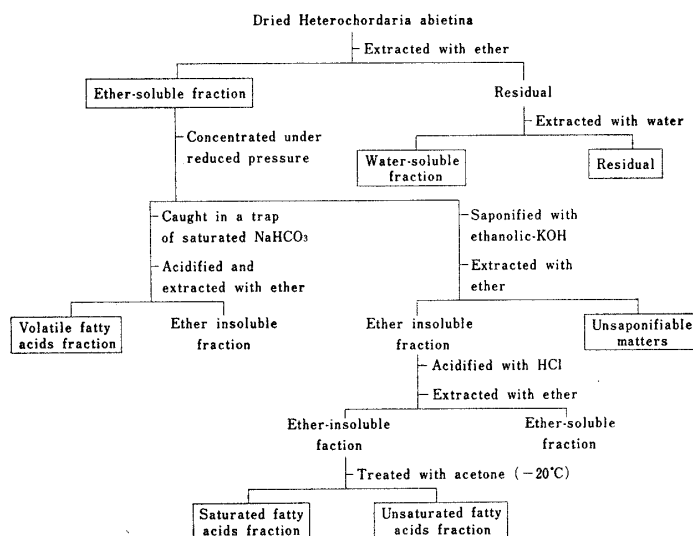 Dried Heterochordaria abietina
Extracted with ether
Ether-soluble fraction
Residual
Concentrated under
reduced pressure
Extracted with water
Water-soluble
fraction
Residual
Caught in a trap
of saturated NaHCO₃
Acidified and
extracted with ether
Saponified with
ethanolic-KOH
Extracted with
ether
Volatile fatty
acids fraction
Ether insoluble
fraction
Ether insoluble
fraction
Unsaponifiable
matters
Acidified with HCl
Extracted with ether
Ether-insoluble
faction
Ether-soluble
fraction
Treated with acetone (−20°C)
Saturated fatty
acids fraction
Unsaturated fatty
acids fraction